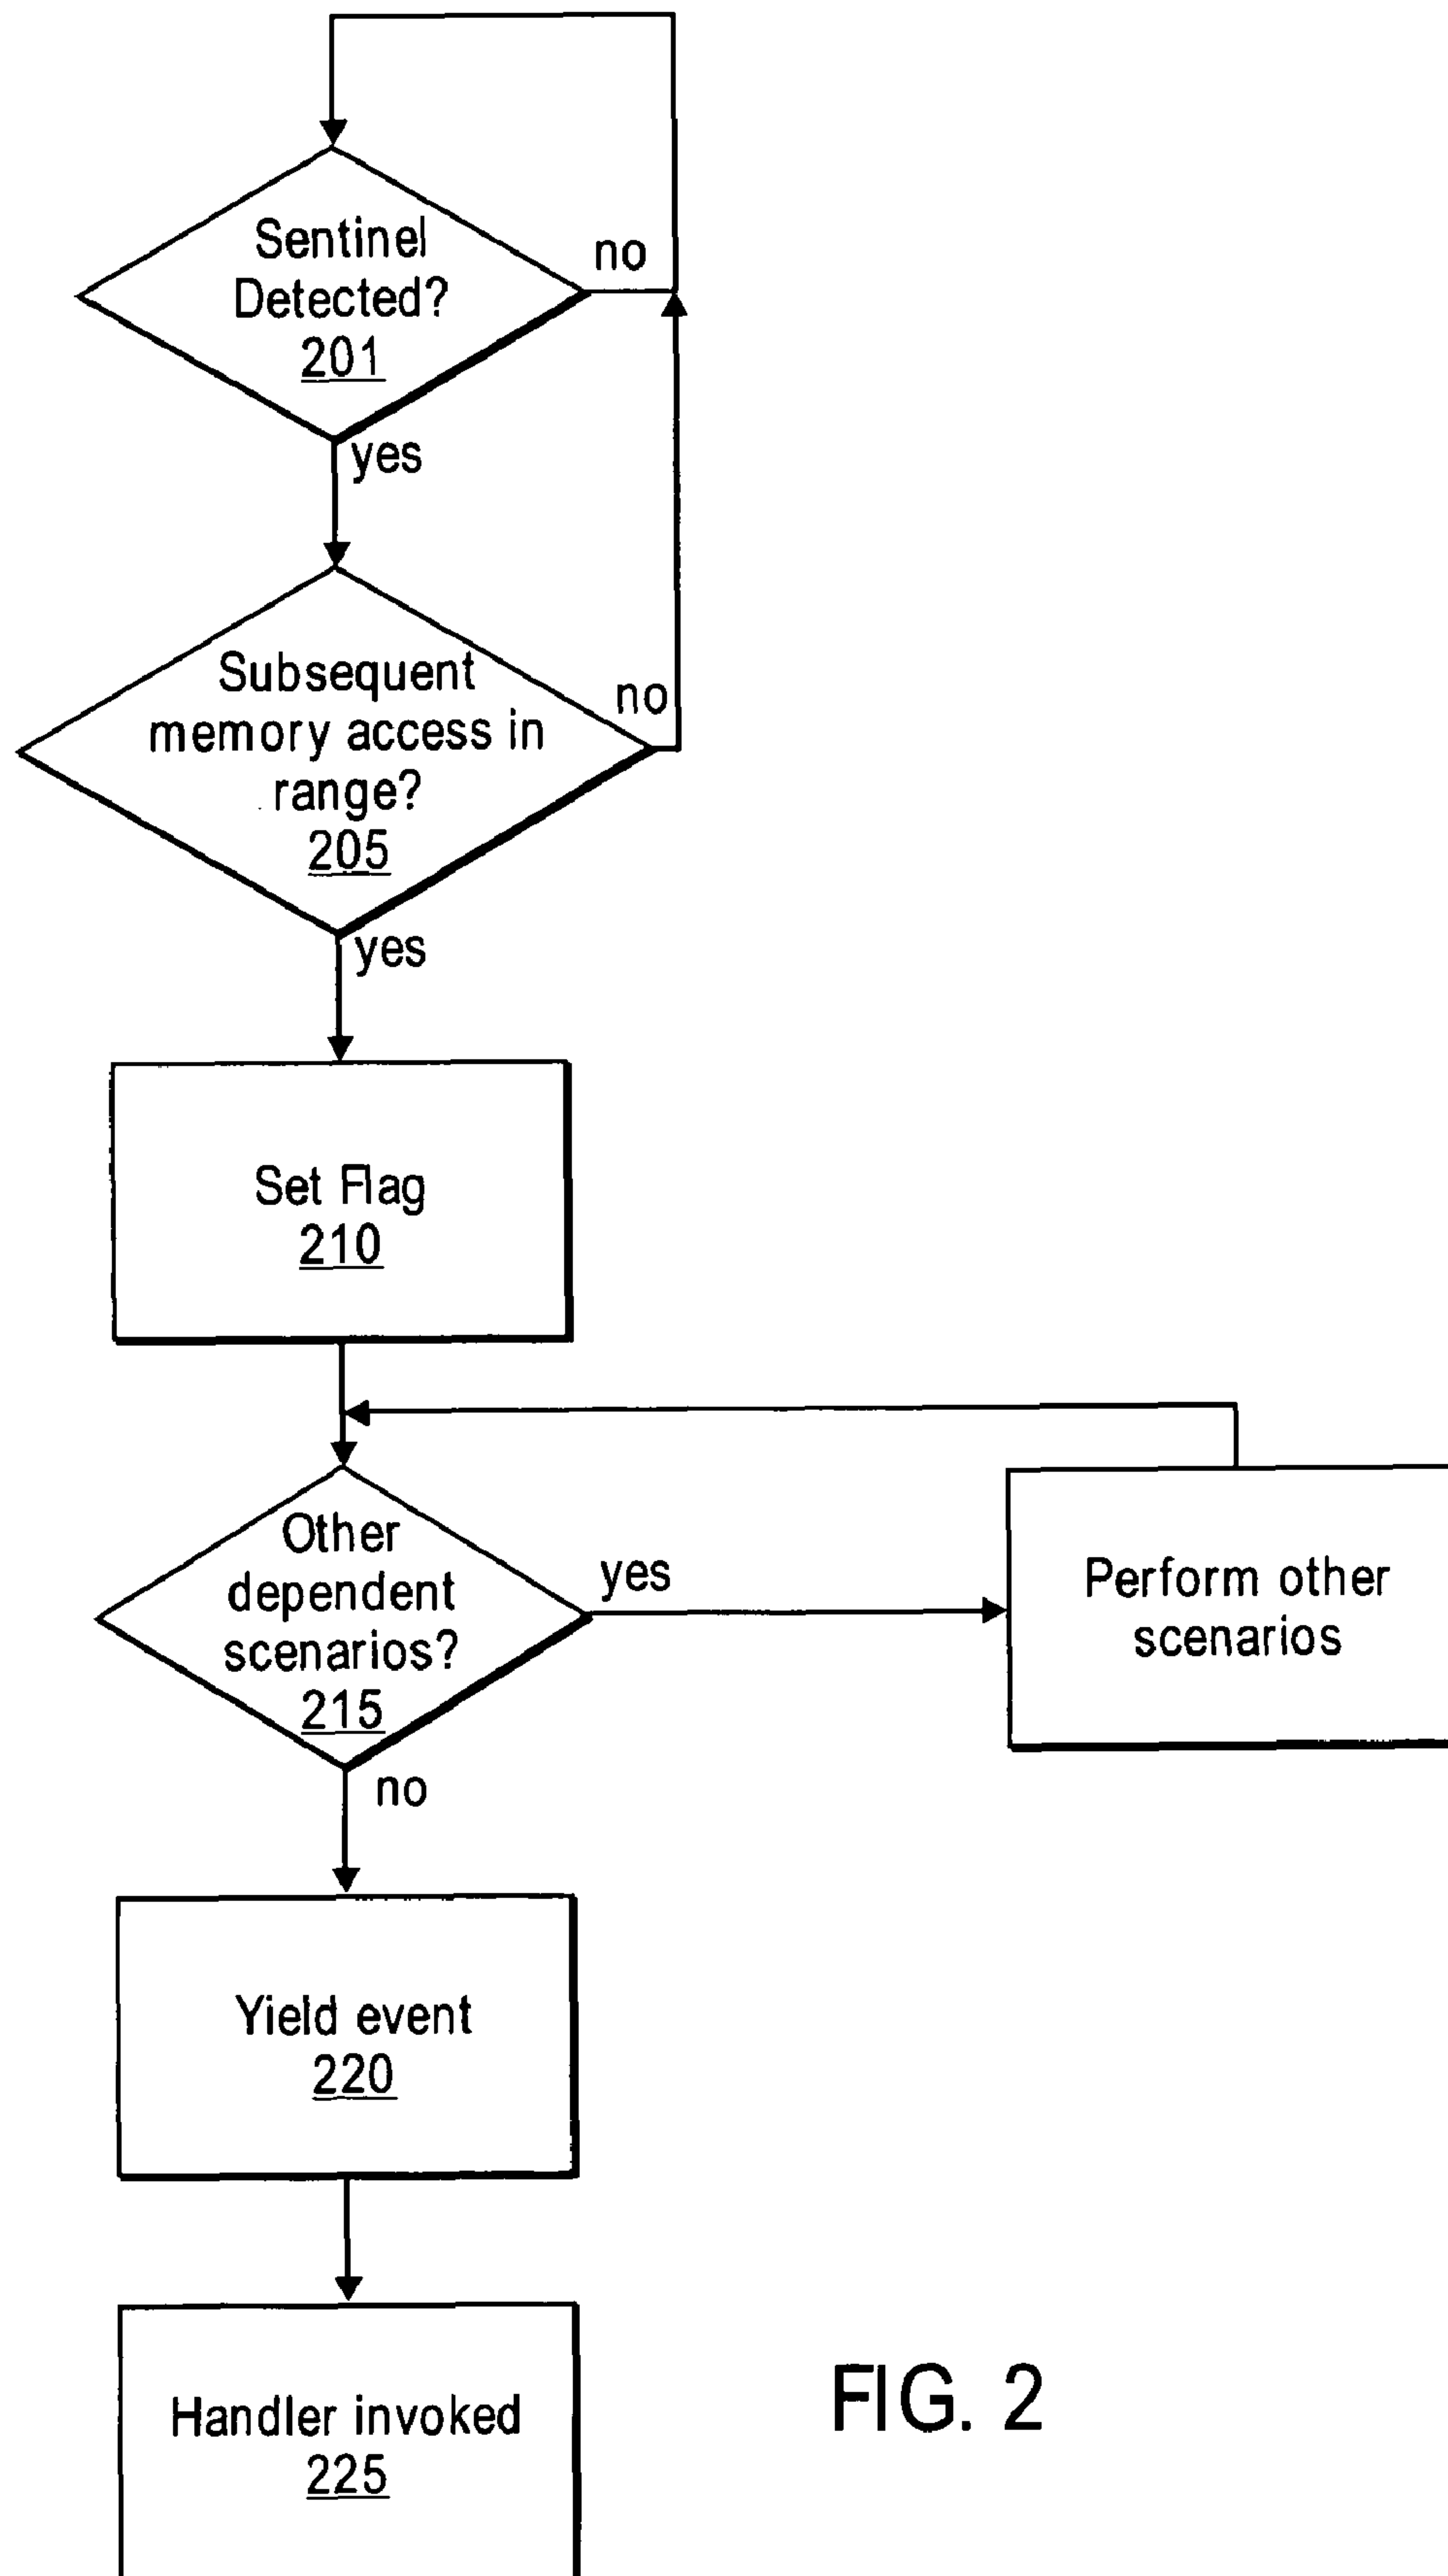 Sentinel
Detected?
201
no
yes
Subsequent
memory access in
range?
205
no
yes
Set Flag
210
Other
dependent
scenarios?
215
yes
Perform other
scenarios
no
Yield event
220
Handler invoked
225
FIG. 2